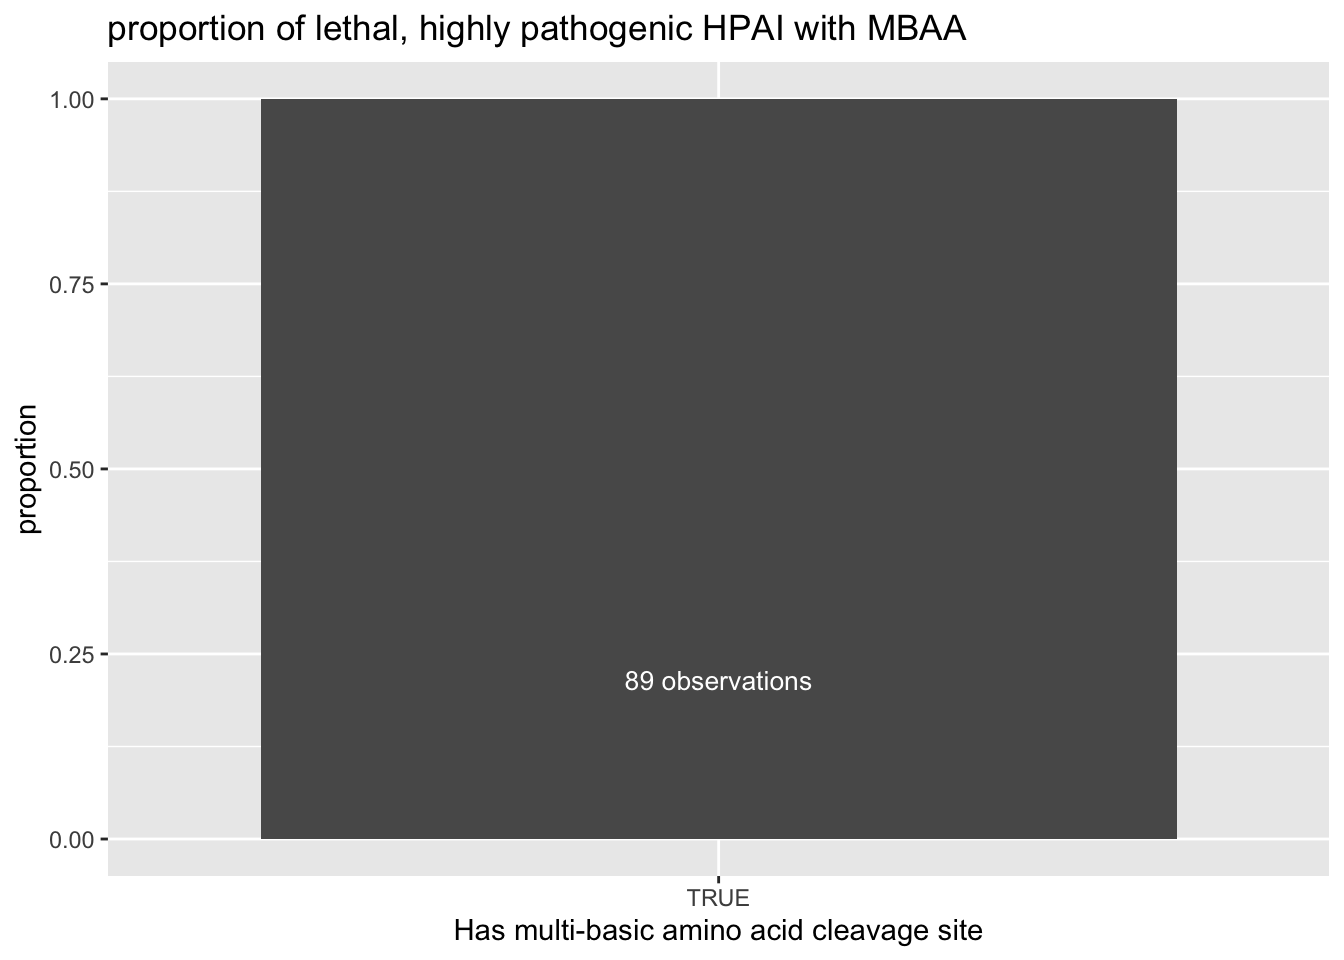 proportion of lethal, highly pathogenic HPAI with MBAA
1.00
0.75
0.50
0.25
0.00
proportion
89 observations
TRUE
Has multi-basic amino acid cleavage site